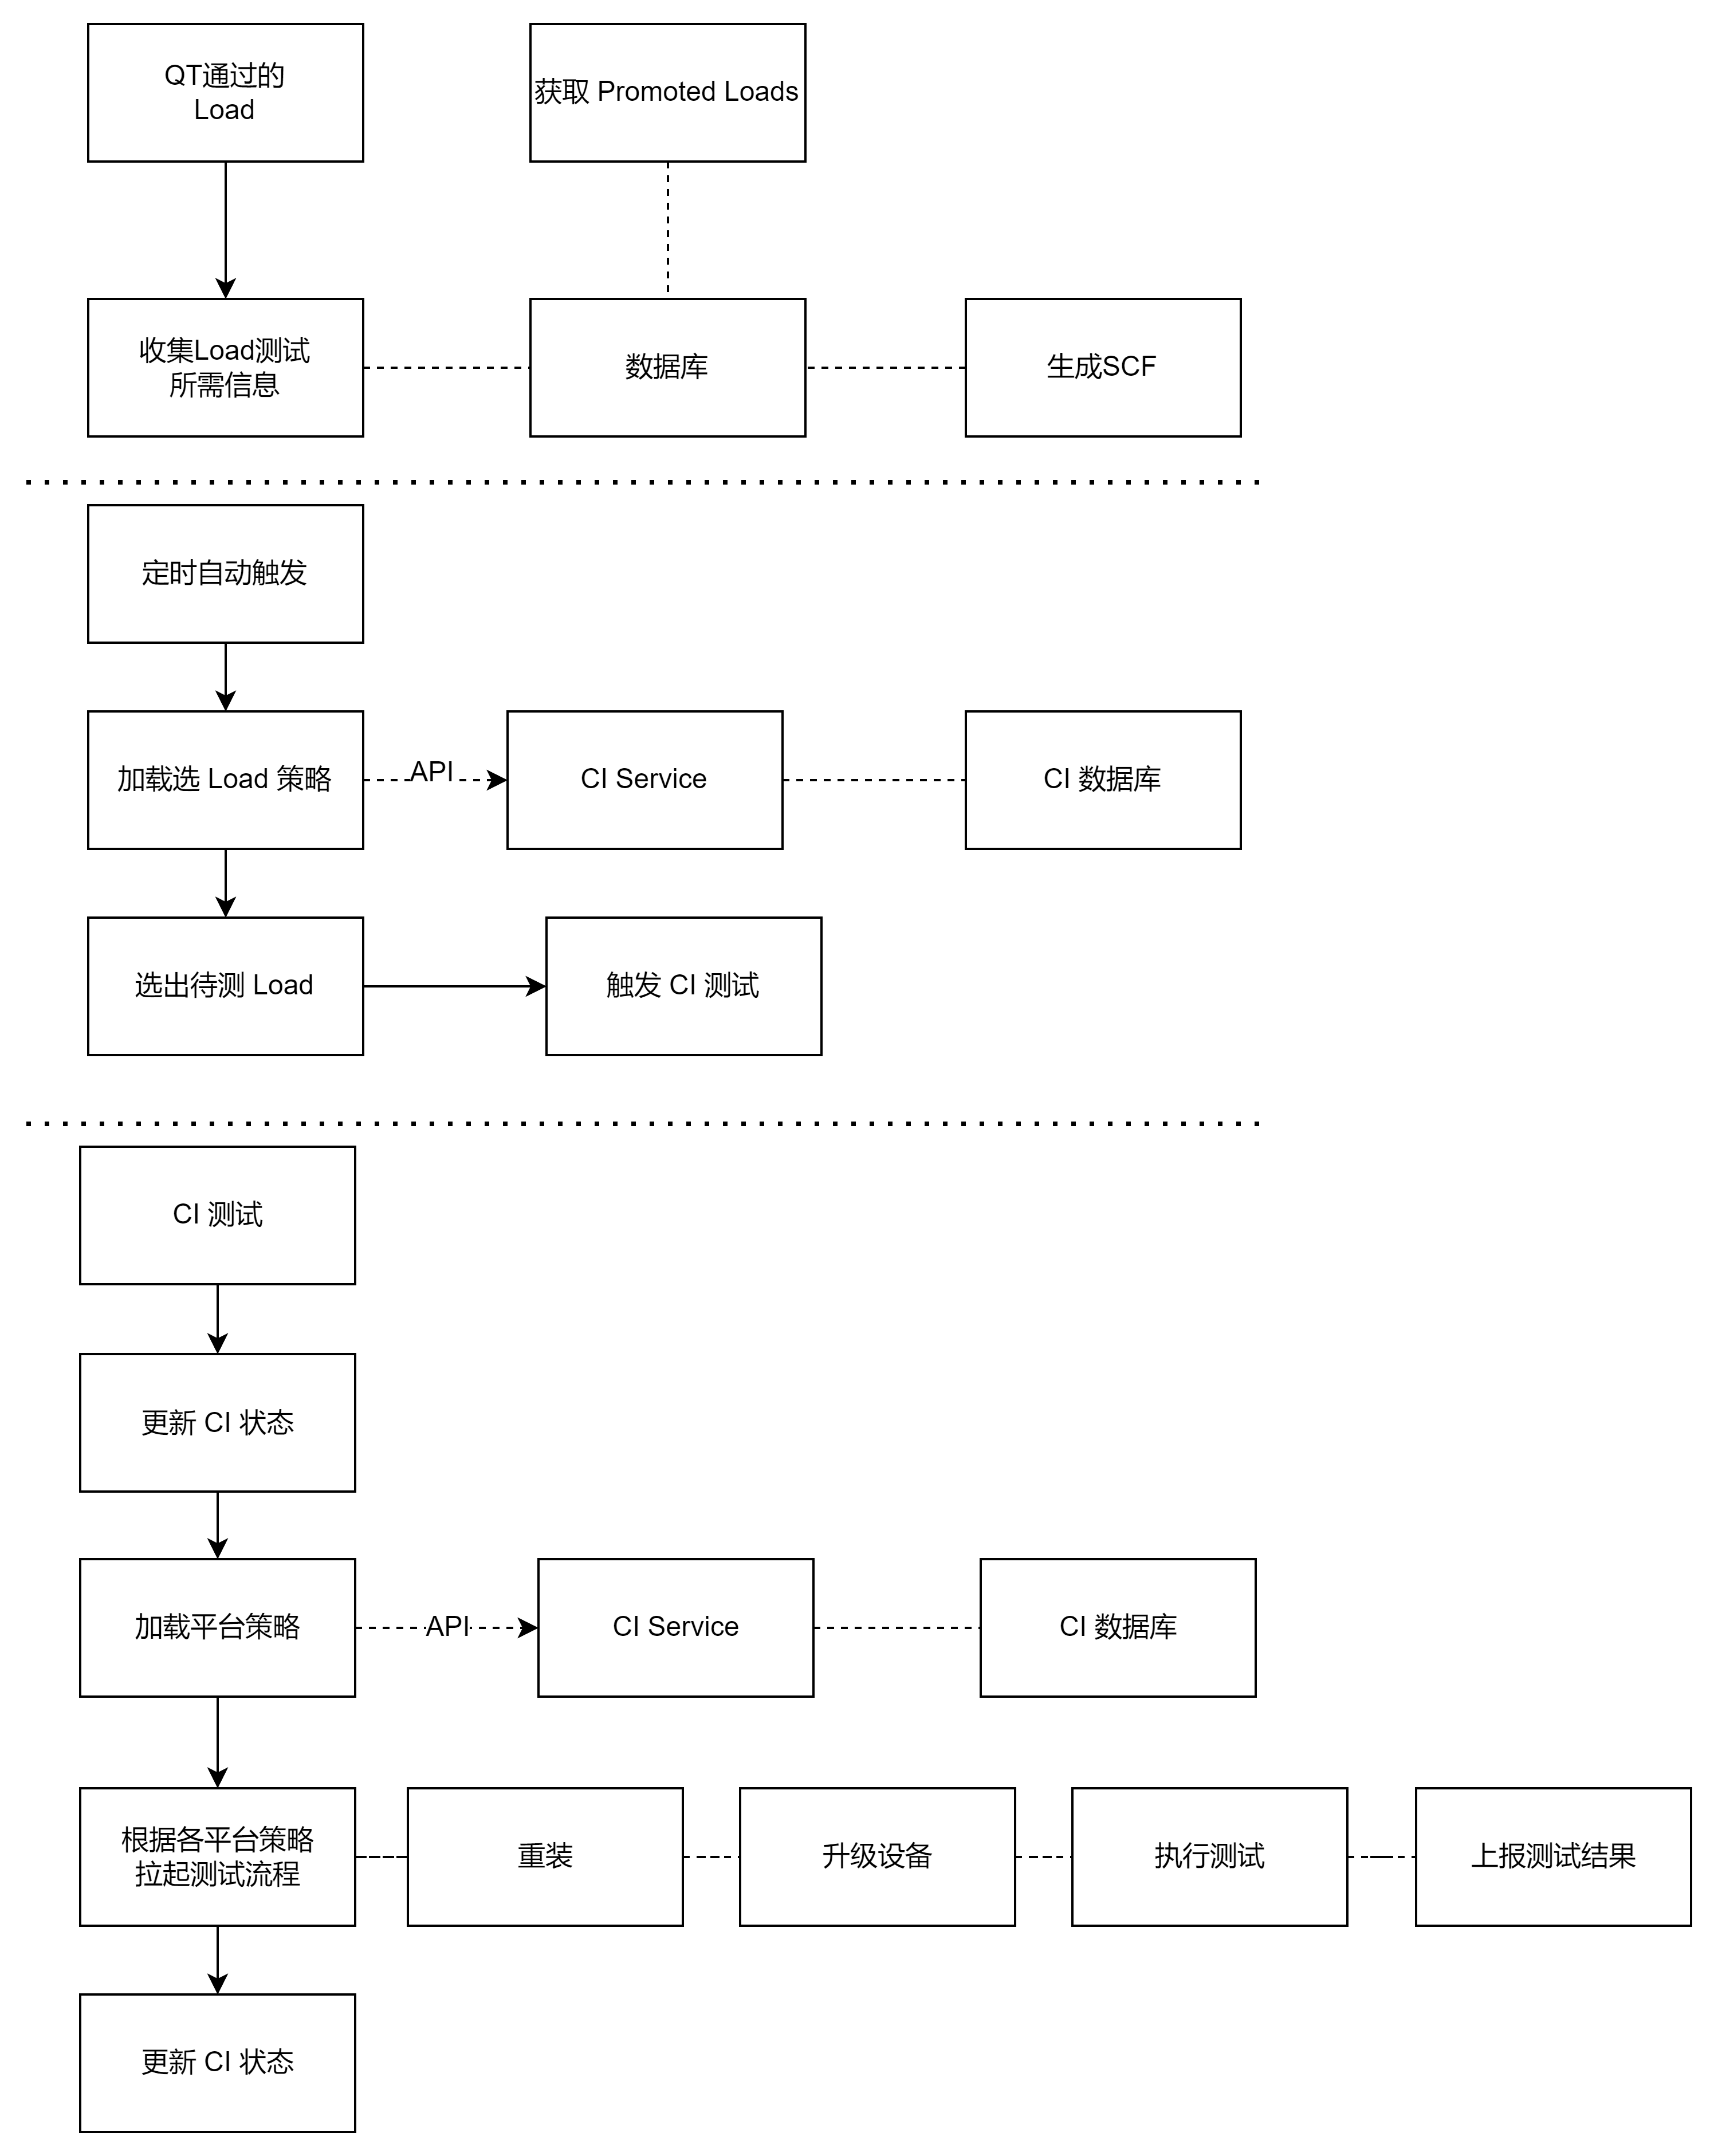 QT通过的
Load
获取 Promoted Loads
收集Load测试
所需信息
数据库
生成SCF
定时自动触发
加载选 Load 策略
API
CI Service
CI 数据库
选出待测 Load
触发 CI 测试
CI 测试
更新 CI 状态
加载平台策略
API
CI Service
CI 数据库
根据各平台策略
拉起测试流程
重装
升级设备
执行测试
上报测试结果
更新 CI 状态